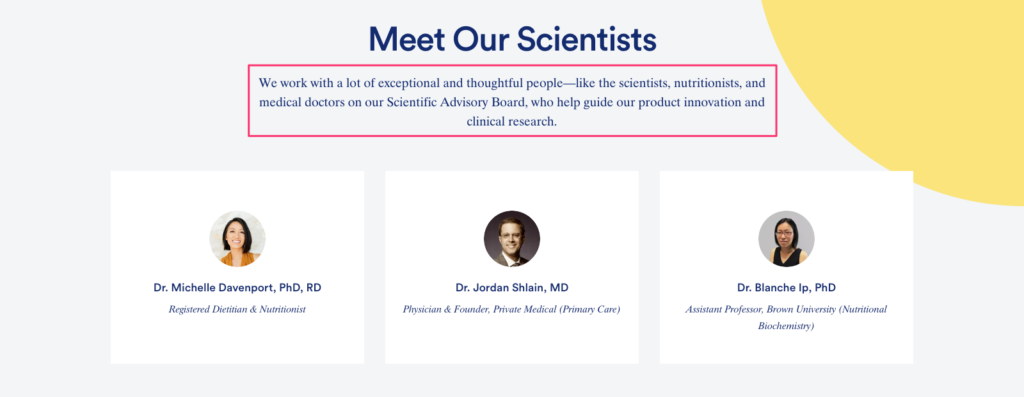 Meet Our Scientists
We work with a lot of exceptional and thoughtful people—like the scientists, nutritionists, and
medical doctors on our Scientific Advisory Board, who help guide our product innovation and
clinical research.
Dr. Michelle Davenport, PhD, RD
Registered Dietitian & Nutritionist
Dr. Jordan Shlain, MD
Physician & Founder, Private Medical (Primary Care)
Dr. Blanche Ip, PhD
Assistant Professor, Brown University (Nutritional
Biochemistry)